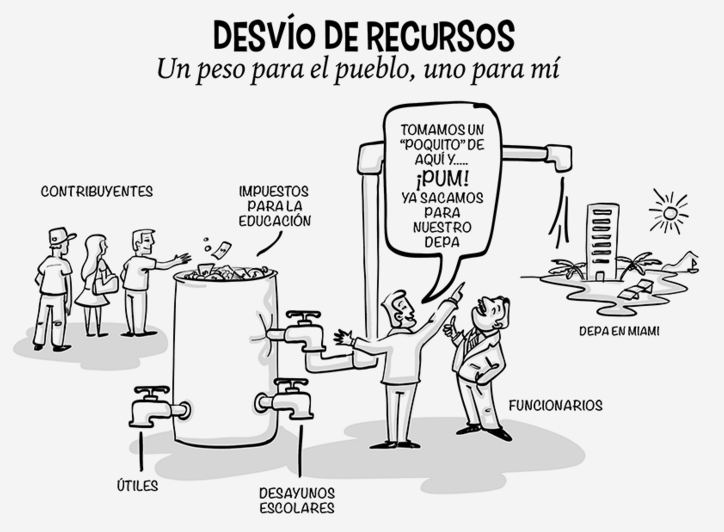 DESVÍO DE RECURSOS
Un peso para el pueblo, uno para mí
CONTRIBUYENTES
IMPUESTOS
PARA LA
EDUCACIÓN
TOMAMOS UN
"POQUITO" DE
AQUÍ Y.....
¡PUM!
YA SACAMOS
PARA
NUESTRO
DEPA
DEPA EN MIAMI
FUNCIONARIOS
ÚTILES
DESAYUNOS
ESCOLARES